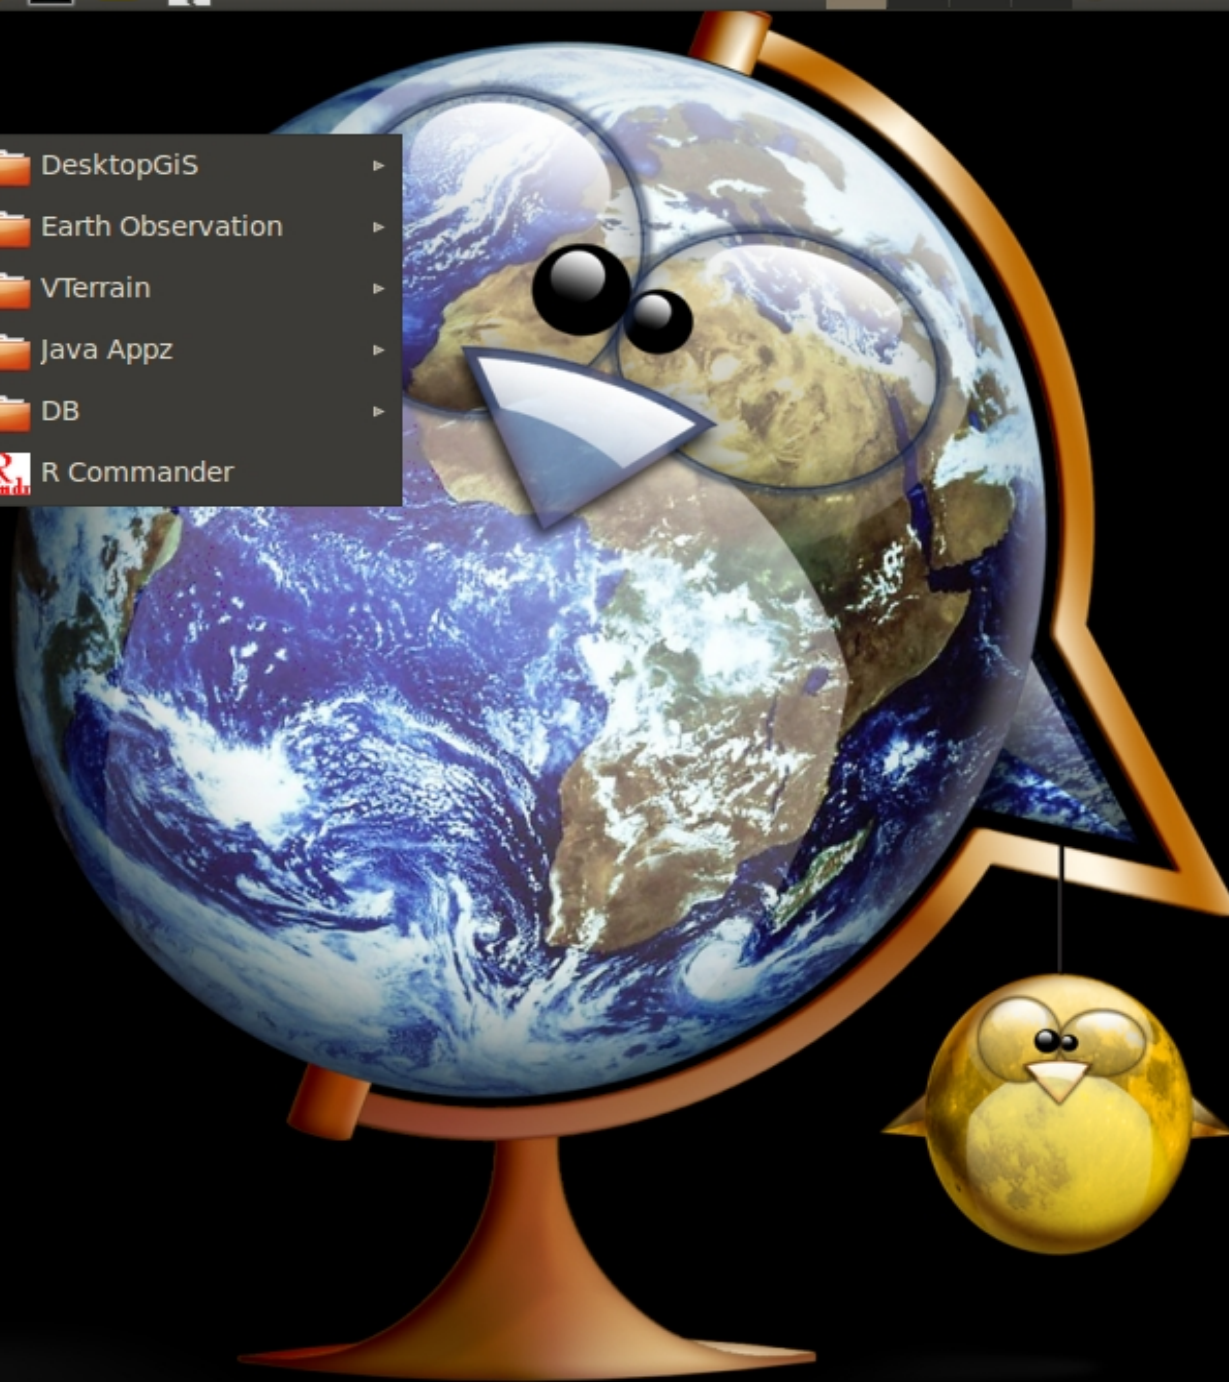 DesktopGiS
Earth Observation
VTerrain
Java Appz
DB
R Commander